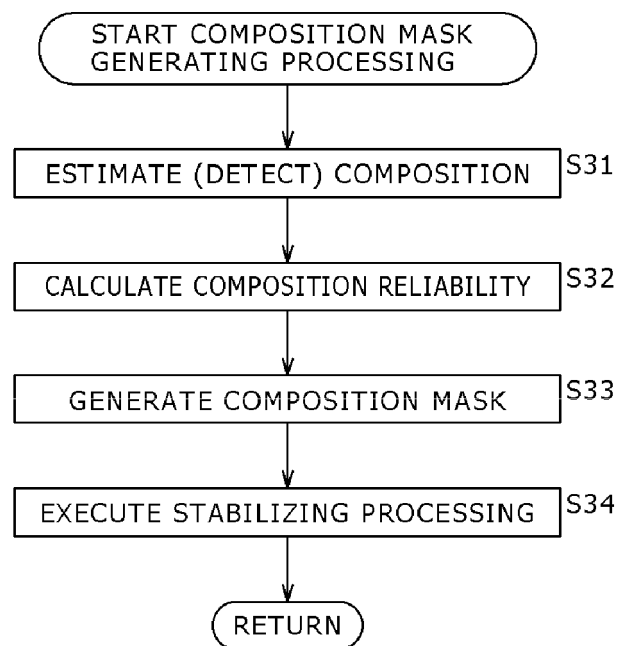 START COMPOSITION MASK
GENERATING PROCESSING
ESTIMATE (DETECT) COMPOSITION S31
CALCULATE COMPOSITION RELIABILITY S32
GENERATE COMPOSITION MASK S33
EXECUTE STABILIZING PROCESSING S34
RETURN